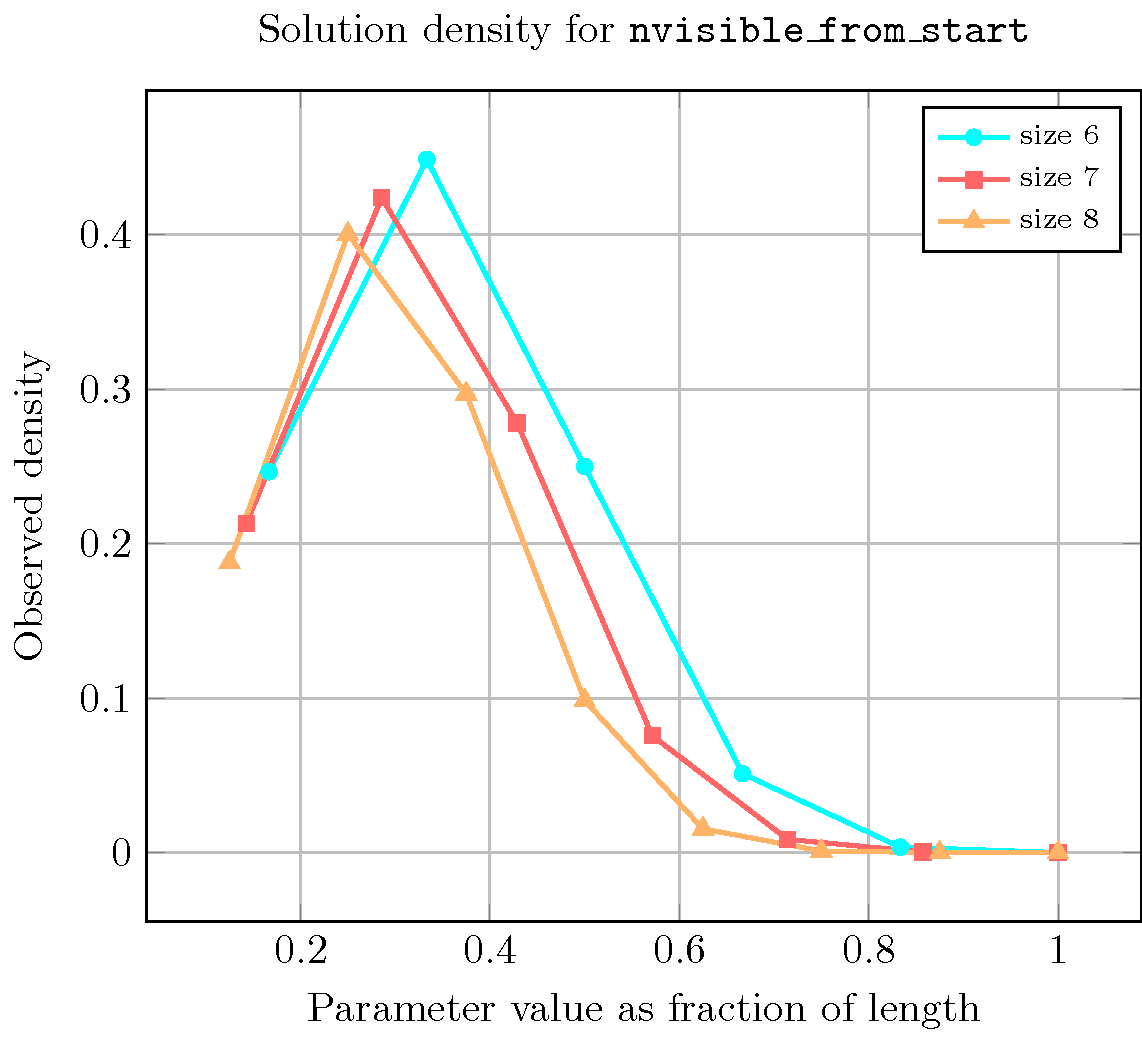 Solution density for nvisible_from_start
size 6
size 7
size 8
Observed density
0.4
0.3
0.2
0.1
0
0.2 0.4 0.6 0.8 1
Parameter value as fraction of length